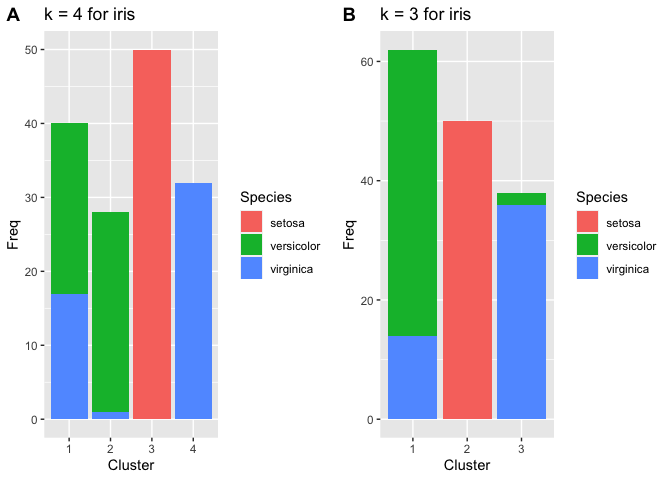 A
k = 4 for iris
Freq
50
40
30
20
10
0
1 2 3 4
Cluster
Species
setosa
versicolor
virginica
B
k = 3 for iris
Freq
60
40
20
0
1 2 3
Cluster
Species
setosa
versicolor
virginica